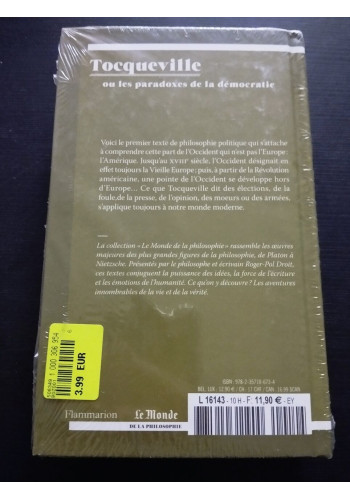 Tocqueville
ou les paradoxes de la démocratie
Voici le premier texte de philosophie politique qui s'attache
à comprendre cette part de l'Occident qui n'est pas l'Europe:
l'Amérique. Jusqu'au XVIIIe siècle, l'Occident désignait en
effet toujours la Vieille Europe; puis, à partir de la Révolution
américaine, une pointe de l'Occident se développe hors
d'Europe... Ce que Tocqueville dit des élections, de la
foule, de la presse, de l'opinion, des moeurs ou des armées,
s'applique toujours à notre monde moderne.
La collection « Le Monde de la philosophie » rassemble les œuvres
majeures des plus grandes figures de la philosophie, de Platon à
Nietzsche. Présentés par le philosophe et écrivain Roger-Pol Droit,
ces textes conjuguent la puissance des idées, la force de l'écriture
et les émotions de l'humanité. Ce qu'on y découvre ? Les aventures
innombrables de la vie et de la vérité.
1 000 306 954
3.99 EUR
L 16143 - 10 H - F: 11,90 € - EY
Flammarion
Le Monde
DE LA PHILOSOPHIE